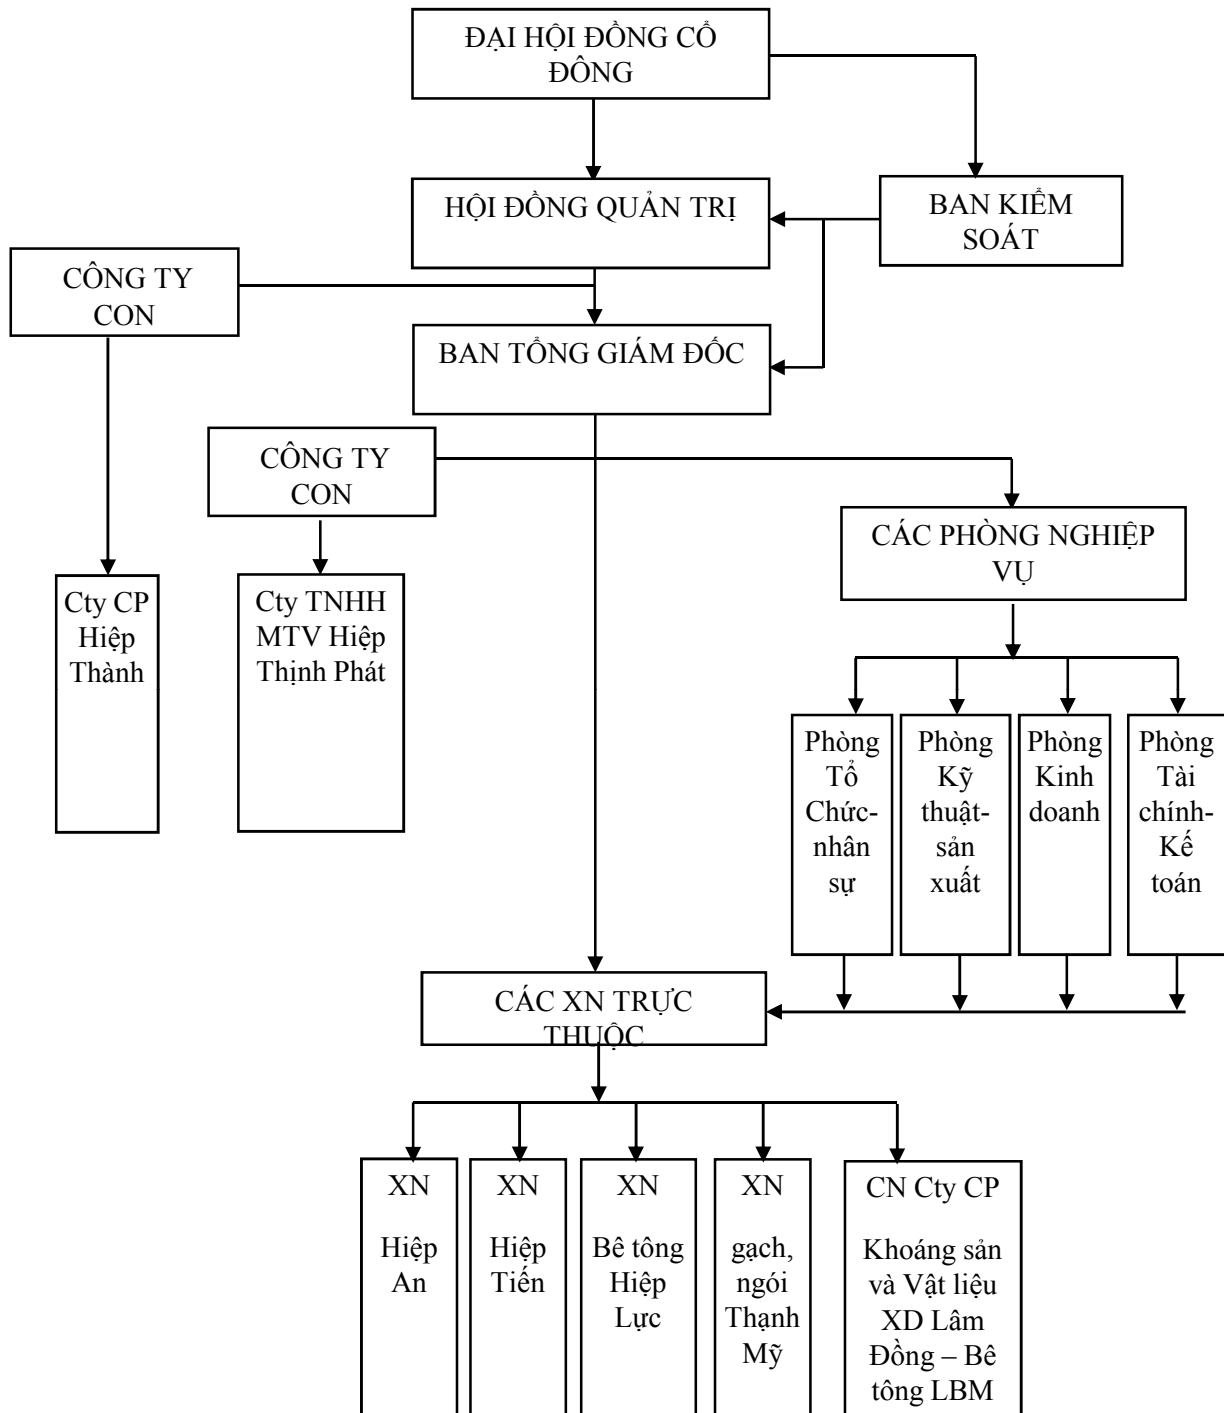 ĐẠI HỘI ĐỒNG CỔ
ĐÔNG
HỘI ĐỒNG QUẢN TRỊ
BAN KIỂM
SOÁT
CÔNG TY
CON
BAN TỔNG GIÁM ĐỐC
CÔNG TY
CON
CÁC PHÒNG NGHIỆP
VỤ
Cty CP
Hiệp
Thành
Cty TNHH
MTV Hiệp
Thịnh Phát
Phòng
Tổ
Chức-
nhân
sự
Phòng
Kỹ
thuật-
sản
xuất
Phòng
Kinh
doanh
Phòng
Tài
chính-
Kế
toán
CÁC XN TRỰC
THUỘC
XN
Hiệp
An
XN
Hiệp
Tiến
XN
Bê tông
Hiệp
Lực
XN
gạch,
ngói
Thạnh
Mỹ
CN Cty CP
Khoáng sản
và Vật liệu
XD Lâm
Đồng – Bê
tông LBM